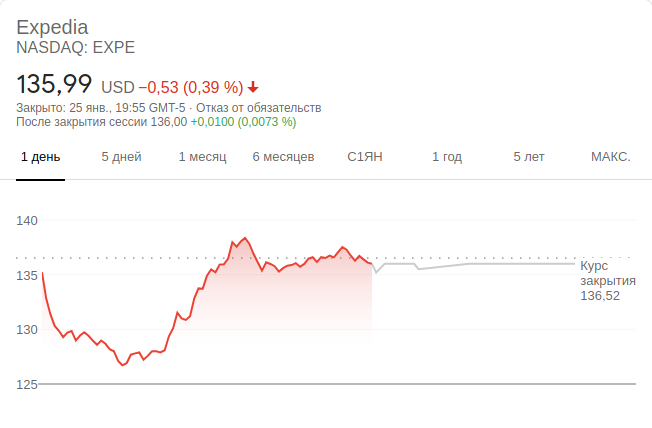 Expedia
NASDAQ: EXPE
135,99 USD −0,53 (0,39 %)
Закрыто: 25 янв., 19:55 GMT-5 · Отказ от обязательств
После закрытия сессии 136,00 +0,0100 (0,0073 %)
1 день 5 дней 1 месяц 6 месяцев С1ЯН 1 год 5 лет МАКС.
140
135
130
125
Курс
закрытия
136,52